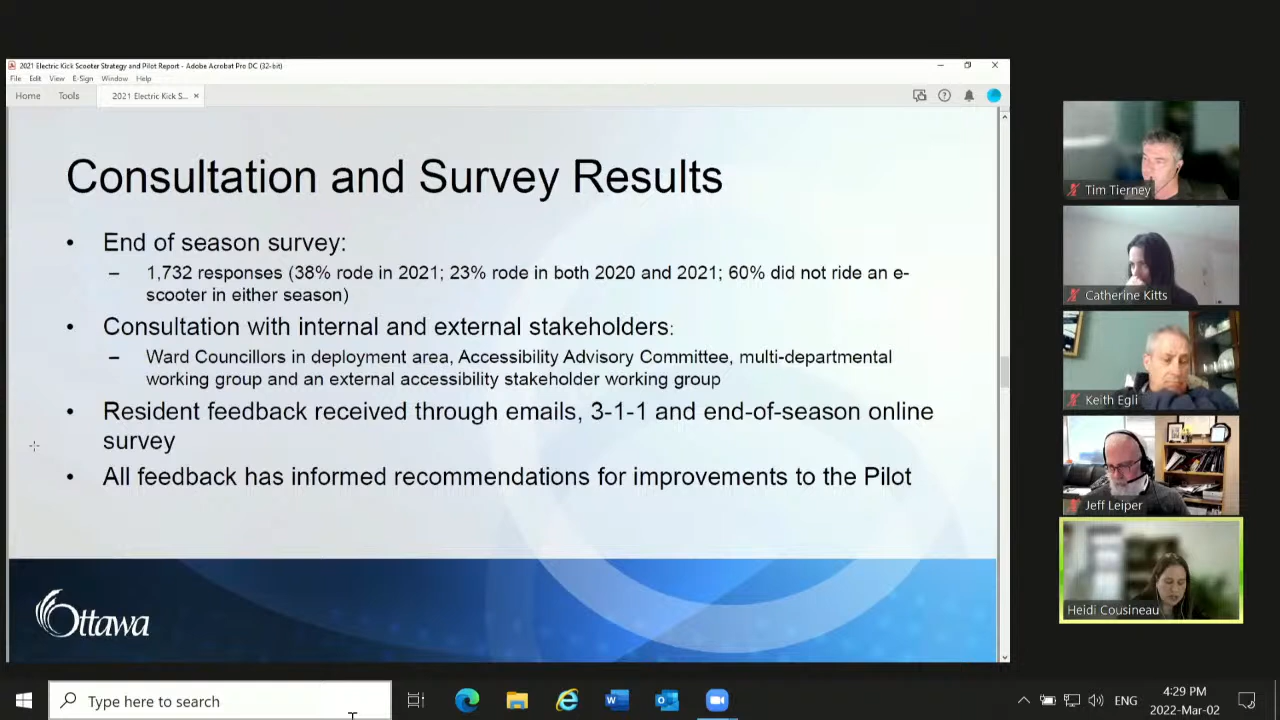 2021 Electric Kick Scooter Strategy and Pilot Report - Adobe Acrobat Pro DC (32-bit)
File Edit View E-Sign Window Help
Home Tools 2021 Electric Kick S... ×
Consultation and Survey Results
• End of season survey:
– 1,732 responses (38% rode in 2021; 23% rode in both 2020 and 2021; 60% did not ride an e-
scooter in either season)
• Consultation with internal and external stakeholders:
– Ward Councillors in deployment area, Accessibility Advisory Committee, multi-departmental
working group and an external accessibility stakeholder working group
• Resident feedback received through emails, 3-1-1 and end-of-season online
survey
• All feedback has informed recommendations for improvements to the Pilot
Ottawa
Tim Tierney
Catherine Kitts
Keith Egli
Jeff Leiper
Heidi Cousineau
Type here to search
ENG
4:29 PM
2022-Mar-02